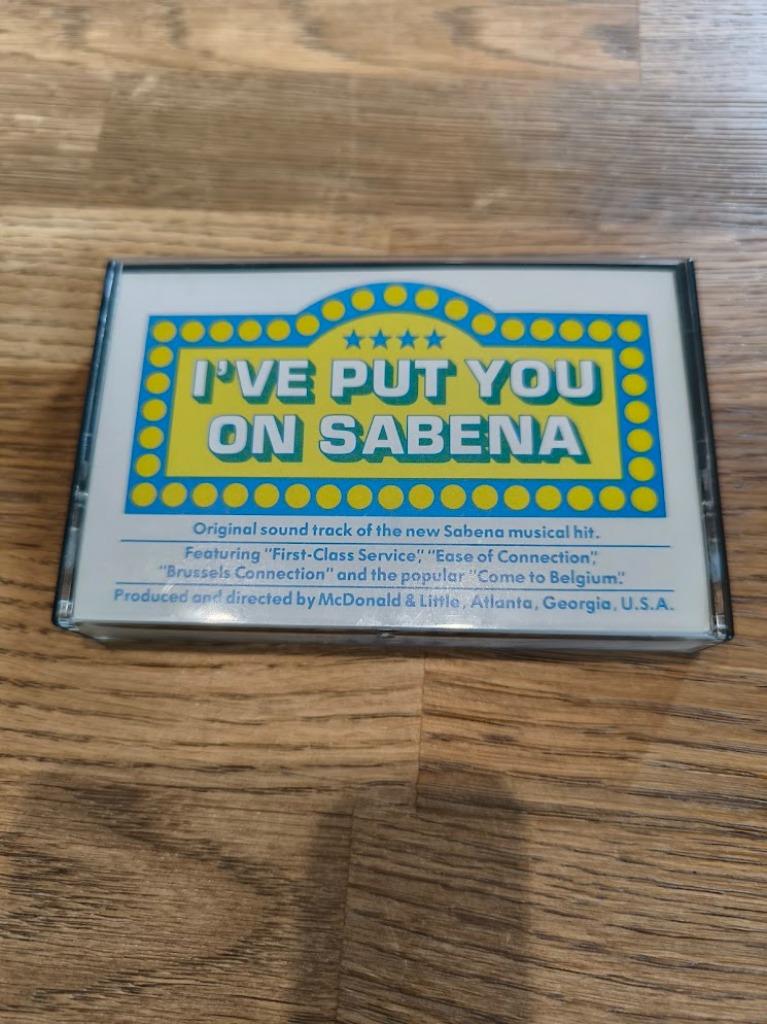 I'VE PUT YOU
ON SABENA
Original sound track of the new Sabena musical hit.
Featuring "First-Class Service", "Ease of Connection",
"Brussels Connection" and the popular "Come to Belgium."
Produced and directed by McDonald & Little, Atlanta, Georgia, U.S.A.